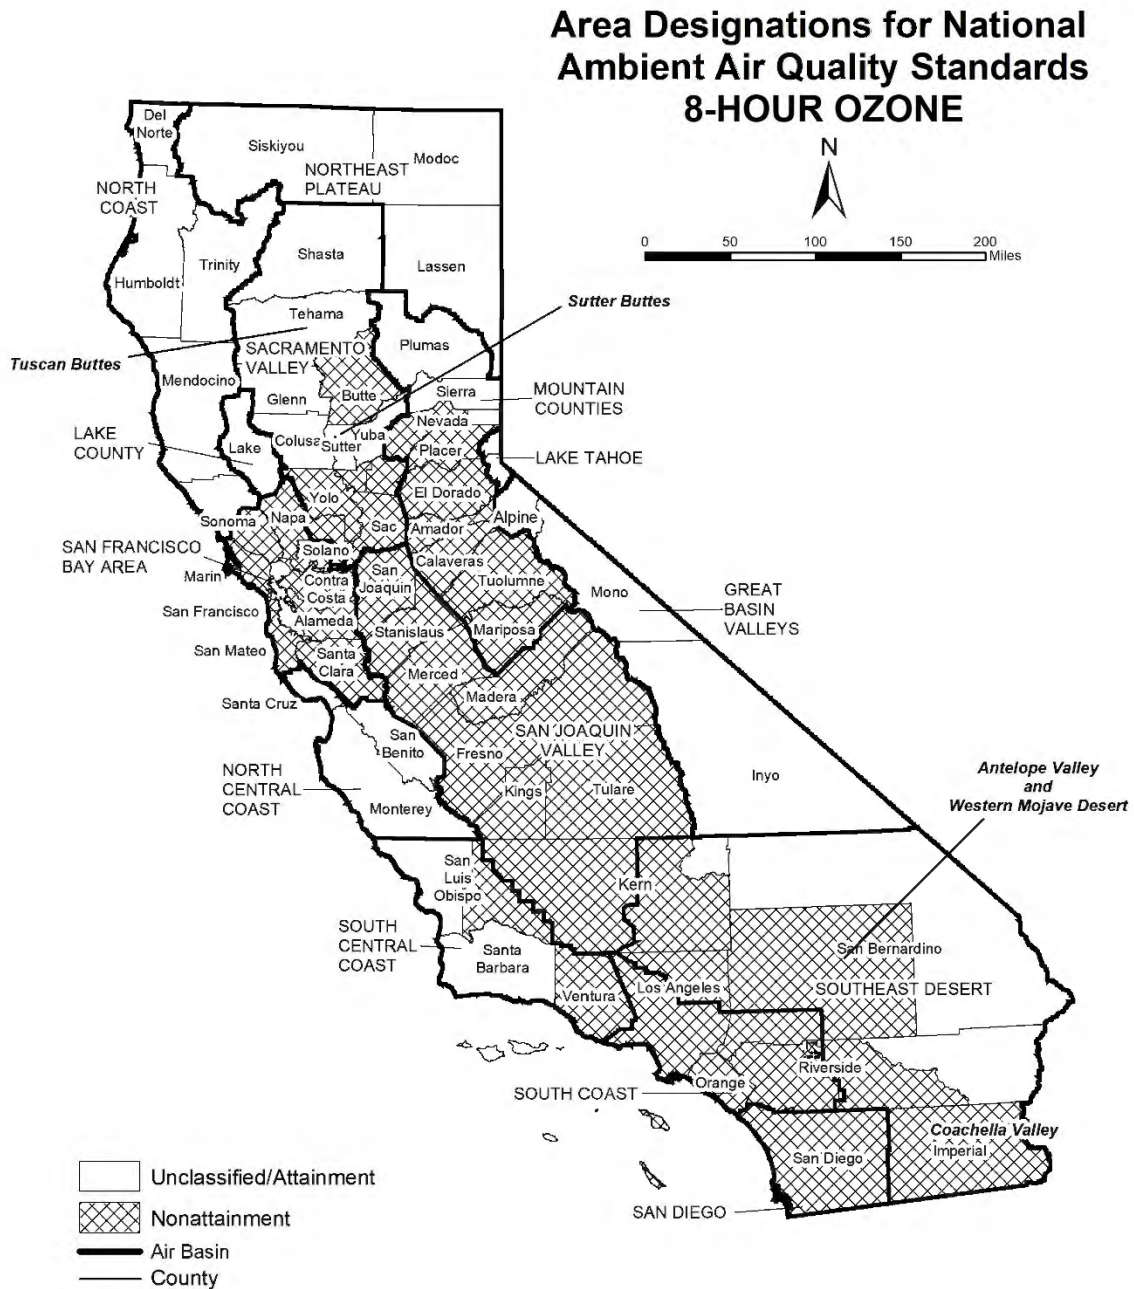 Area Designations for National
Ambient Air Quality Standards
8-HOUR OZONE
N
0 50 100 150 200
Miles
Del
Norte
Siskiyou
Modoc
NORTHEAST
PLATEAU
NORTH
COAST
Shasta
Trinity
Lassen
Humboldt
Sutter Buttes
Tehama
Tuscan Buttes
SACRAMENTO
VALLEY
Plumas
Mendocino
Butte
Sierra
MOUNTAIN
COUNTIES
Glenn
Nevada
LAKE
COUNTY
Lake
Colusa
Sutter
Yuba
Placer
LAKE TAHOE
El Dorado
Yolo
Sonoma
Napa
Sac
Amador
Alpine
SAN FRANCISCO
BAY AREA
Solano
Calaveras
Marin
Contra
Costa
San
Joaquin
Tuolumne
Mono
GREAT
BASIN
VALLEYS
San Francisco
Alameda
Stanislaus
Mariposa
San Mateo
Santa
Clara
Merced
Madera
Santa Cruz
San
Benito
Fresno
SAN JOAQUIN
VALLEY
NORTH
CENTRAL
COAST
Monterey
Kings
Tulare
Inyo
Antelope Valley
and
Western Mojave Desert
San
Luis
Obispo
Kern
SOUTH
CENTRAL
COAST
Santa
Barbara
San Bernardino
Ventura
Los Angeles
SOUTHEAST DESERT
Riverside
Orange
SOUTH COAST
Coachella Valley
Imperial
San Diego
SAN DIEGO
Unclassified/Attainment
Nonattainment
Air Basin
County